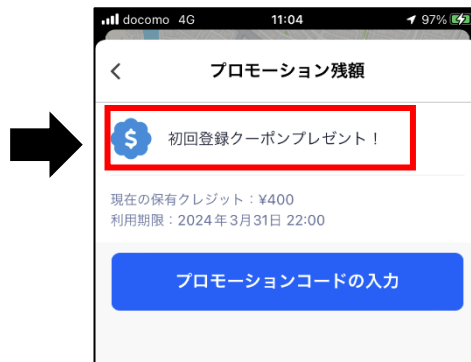 docomo 4G 11:04 97%
プロモーション残額
初回登録クーポンプレゼント！
現在の保有クレジット：¥400
利用期限：2024年3月31日 22:00
プロモーションコードの入力